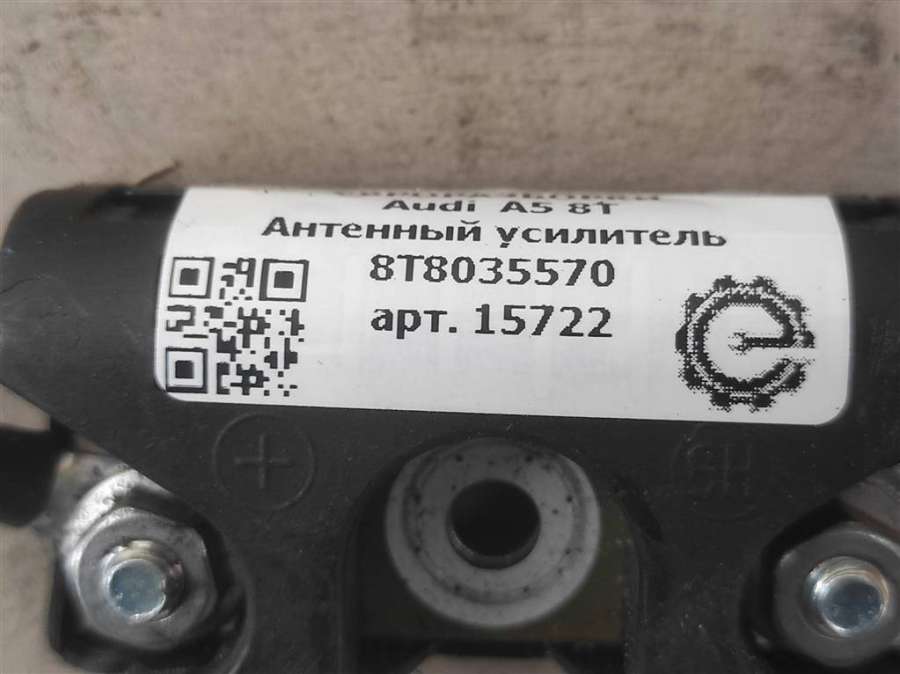 Audi A5 8T
Антенный усилитель
8T8035570
арт. 15722